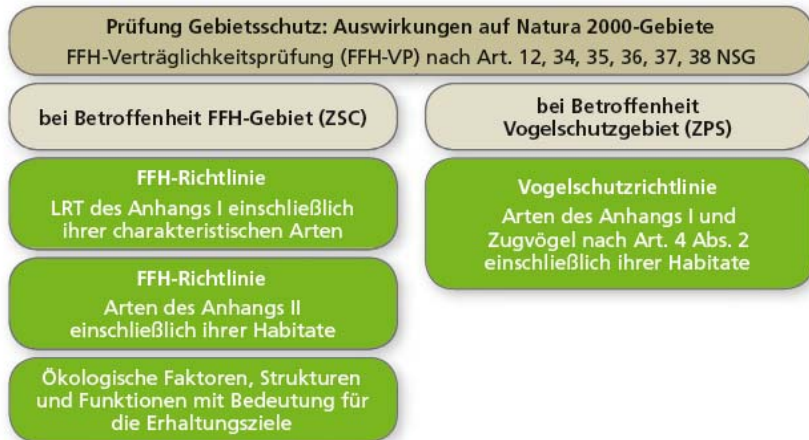 Prüfung Gebietsschutz: Auswirkungen auf Natura 2000-Gebiete
FFH-Verträglichkeitsprüfung (FFH-VP) nach Art. 12, 34, 35, 36, 37, 38 NSG
bei Betroffenheit FFH-Gebiet (ZSC)
FFH-Richtlinie
LRT des Anhangs I einschließlich
ihrer charakteristischen Arten
FFH-Richtlinie
Arten des Anhangs II
einschließlich ihrer Habitate
Ökologische Faktoren, Strukturen
und Funktionen mit Bedeutung für
die Erhaltungsziele
bei Betroffenheit
Vogelschutzgebiet (ZPS)
Vogelschutzrichtlinie
Arten des Anhangs I und
Zugvögel nach Art. 4 Abs. 2
einschließlich ihrer Habitate